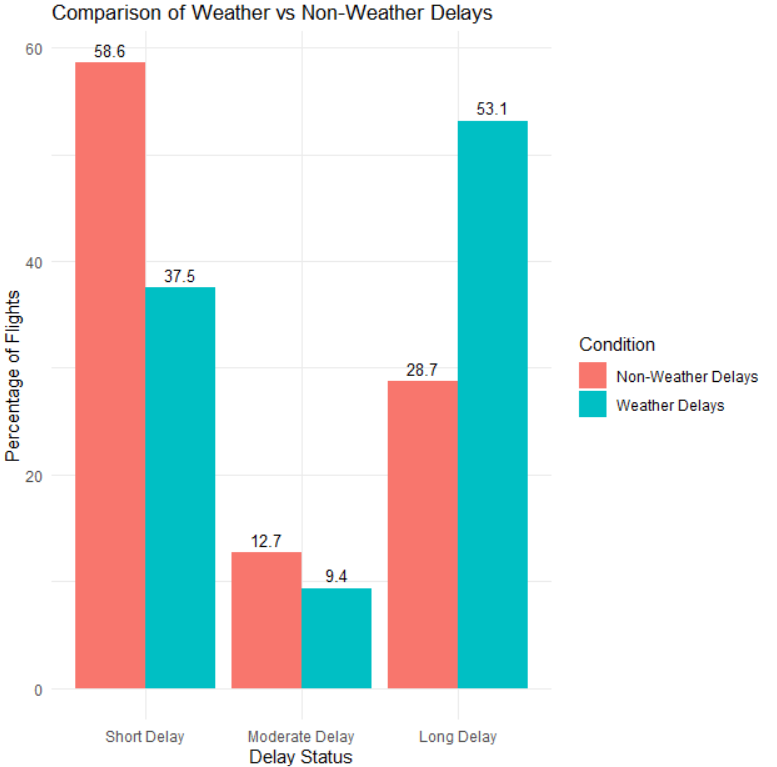 Comparison of Weather vs Non-Weather Delays
60
58.6
53.1
40
37.5
28.7
20
12.7
9.4
0
Percentage of Flights
Short Delay
Moderate Delay
Long Delay
Delay Status
Condition
Non-Weather Delays
Weather Delays